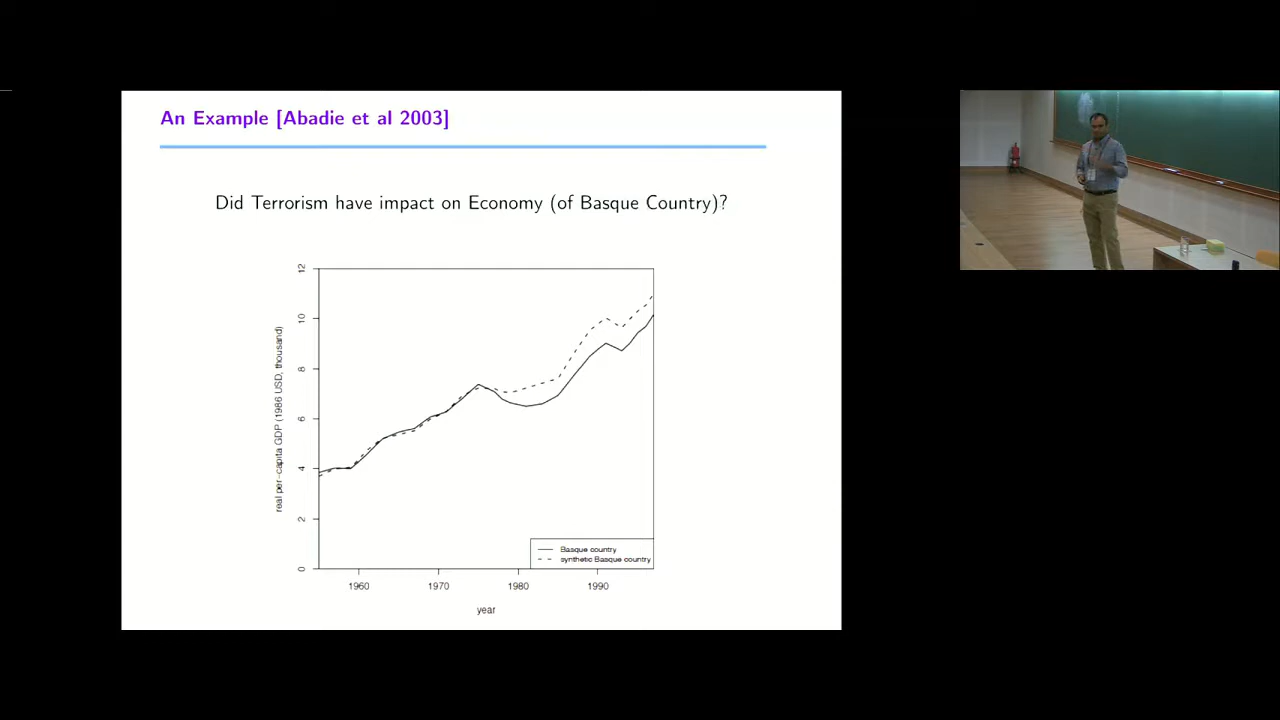 An Example [Abadie et al 2003]
Did Terrorism have impact on Economy (of Basque Country)?
real per-capita GDP (1986 USD, thousand)
12
10
8
6
4
2
0
Basque country
synthetic Basque country
1960 1970 1980 1990
year